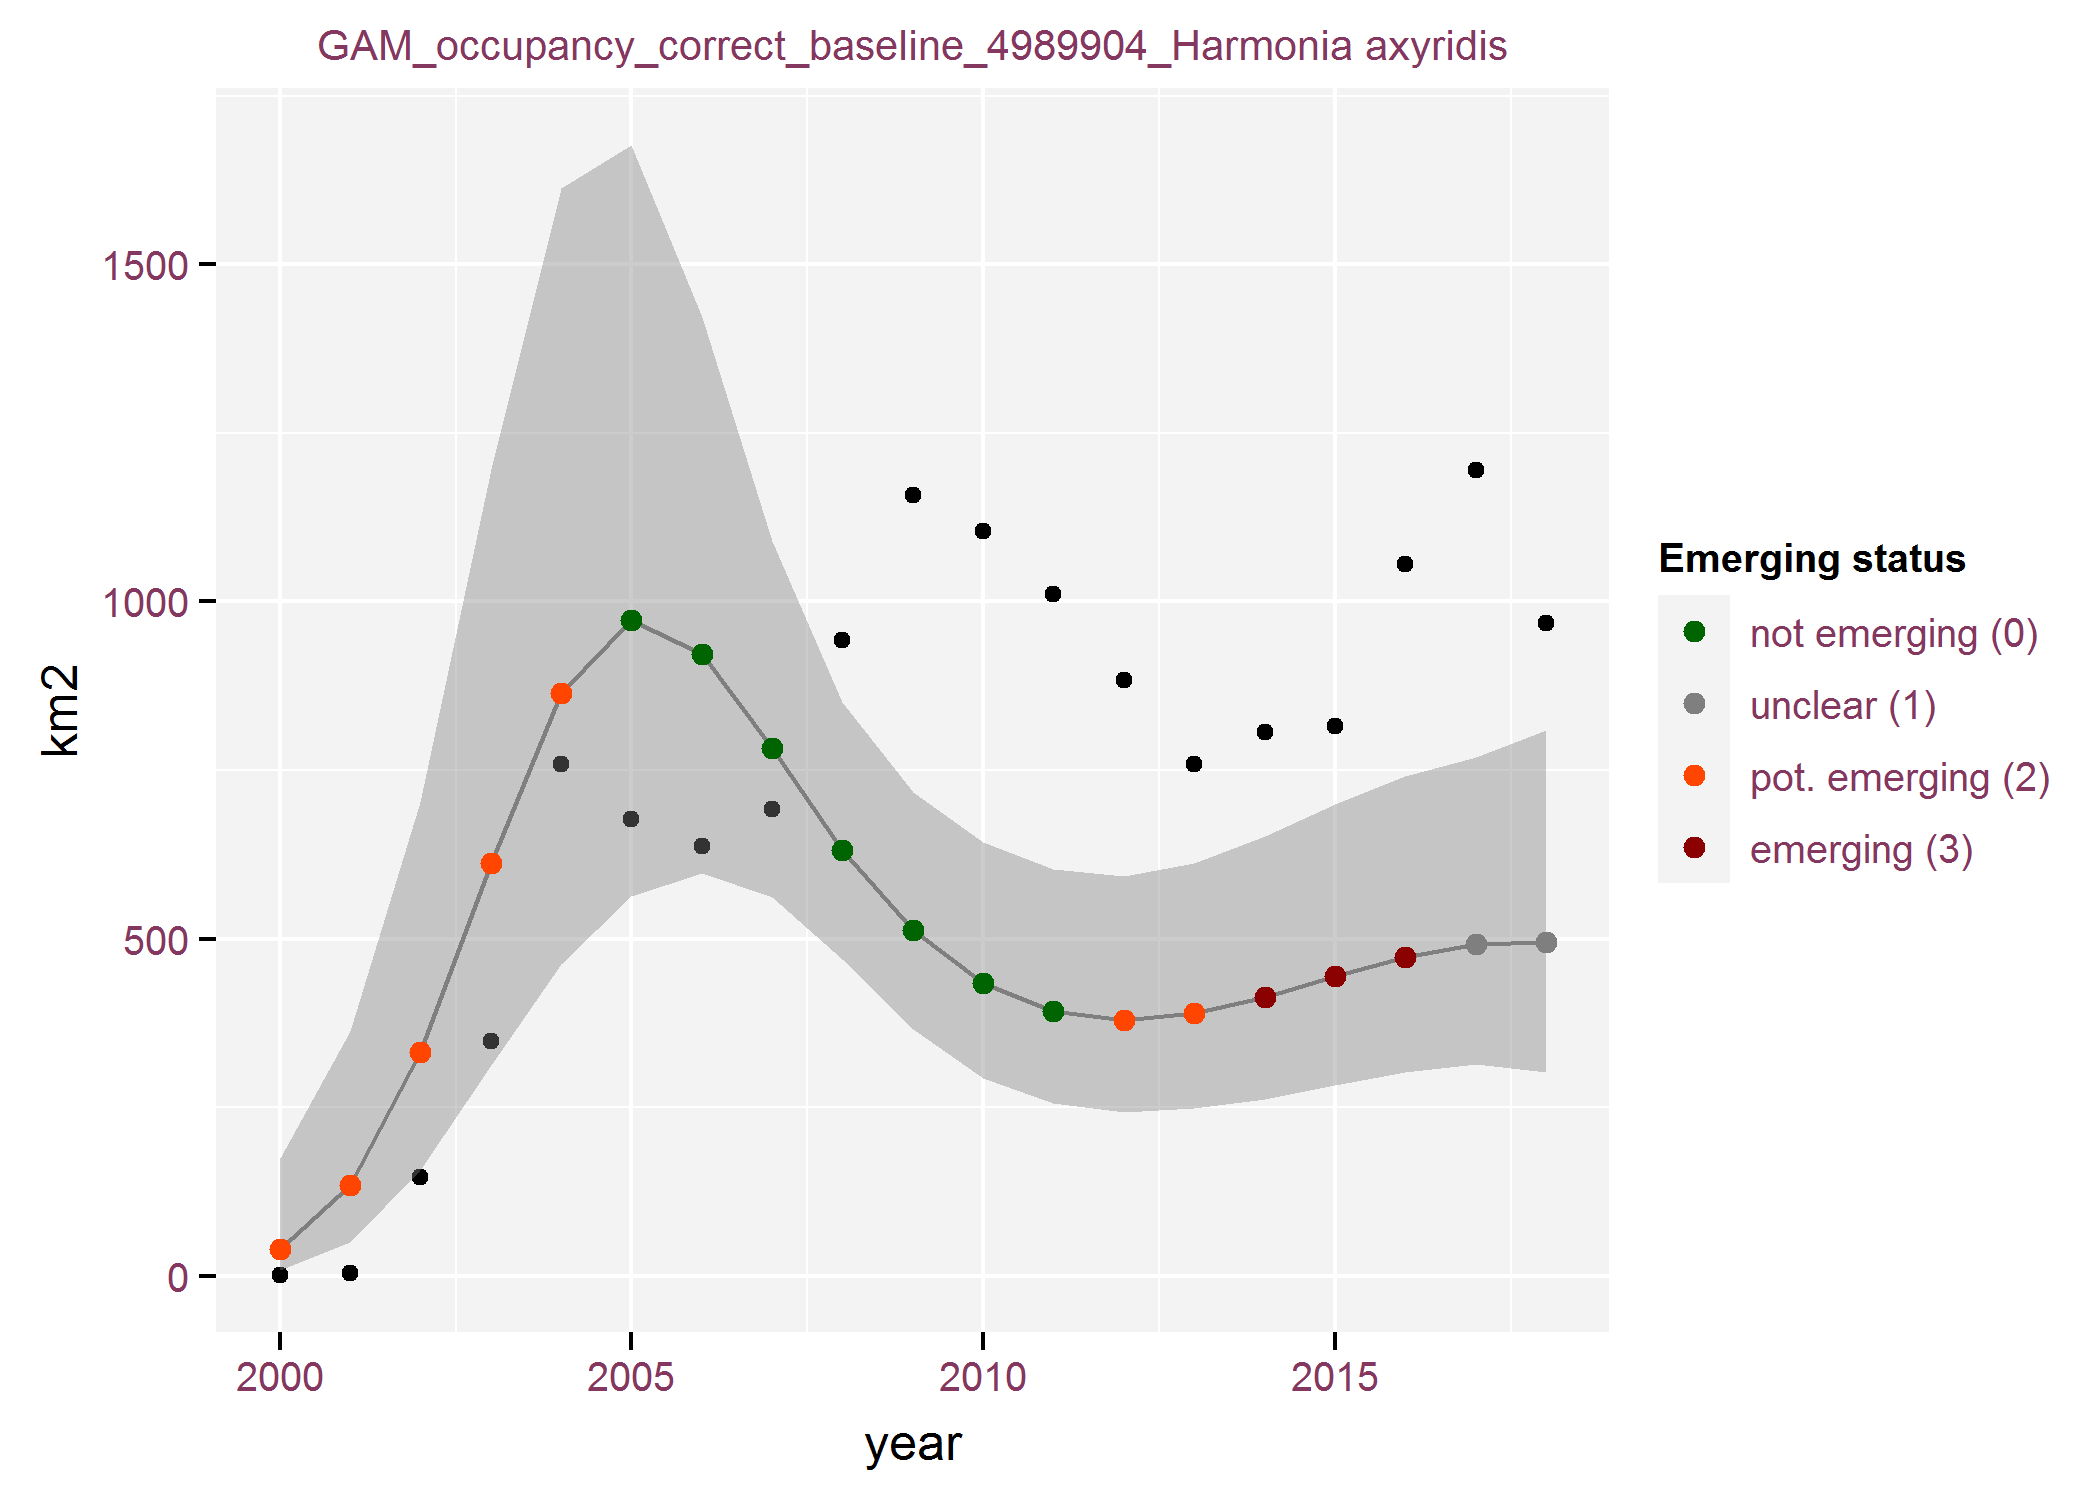 GAM_occupancy_correct_baseline_4989904_Harmonia axyridis
1500
1000
500
0
km2
2000 2005 2010 2015
year
Emerging status
not emerging (0)
unclear (1)
pot. emerging (2)
emerging (3)